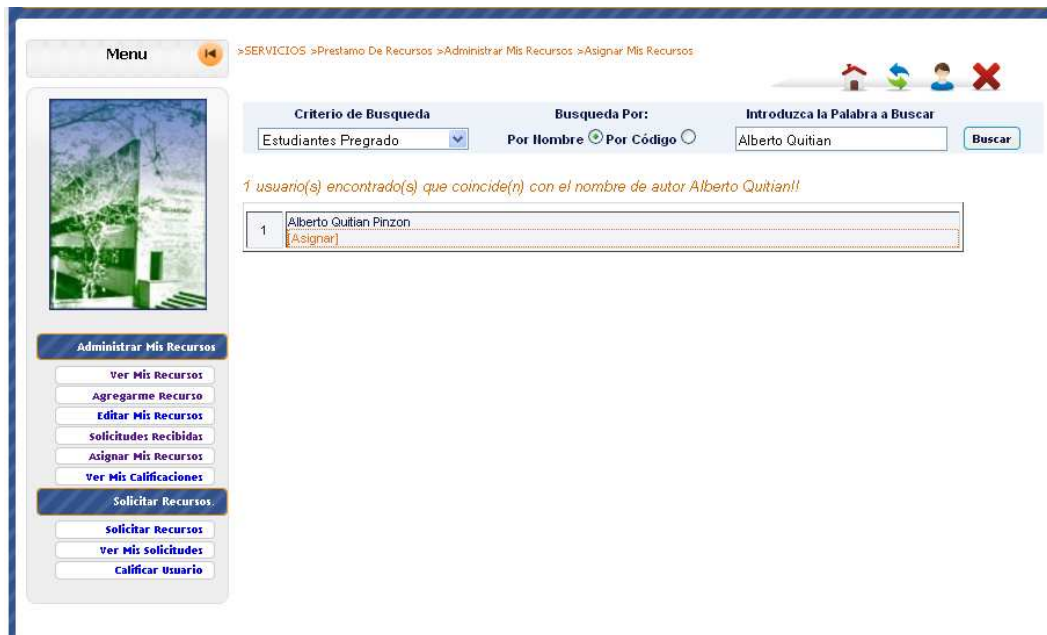 Menu
>SERVICIOS >Prestamo De Recursos >Administrar Mis Recursos >Asignar Mis Recursos
Criterio de Busqueda
Busqueda Por:
Introduzca la Palabra a Buscar
Estudiantes Pregrado
Por Nombre Por Código
Alberto Quitian
Buscar
1 usuario(s) encontrado(s) que coincide(n) con el nombre de autor Alberto Quitian!!
1
Alberto Quitian Pinzon
[Asignar]
Administrar Mis Recursos
Ver Mis Recursos
Agregarme Recurso
Editar Mis Recursos
Solicitudes Recibidas
Asignar Mis Recursos
Ver Mis Calificaciones
Solicitar Recursos.
Solicitar Recursos
Ver Mis Solicitudes
Calificar Usuario